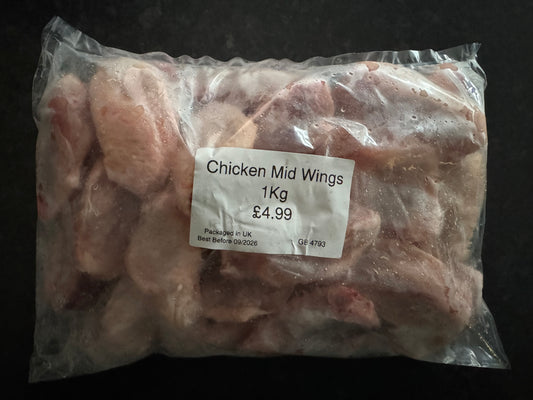 Chicken Mid Wings
1Kg
£4.99
Packaged in UK
Best Before 09/2026 GB 4793